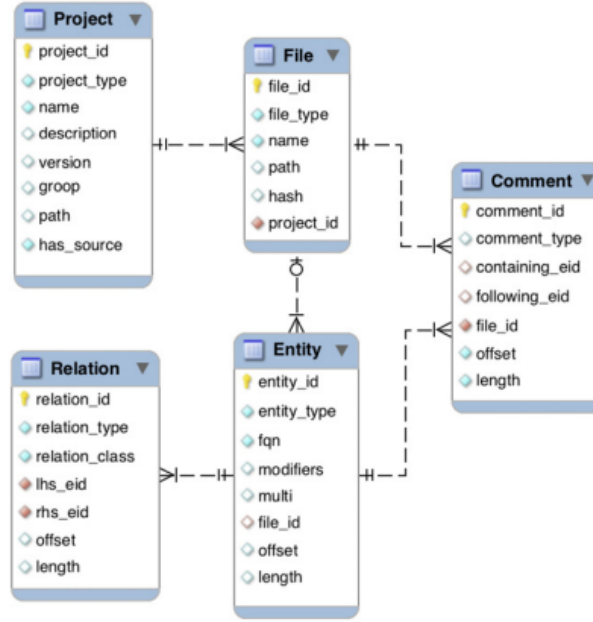 Project
project_id
project_type
name
description
version
groop
path
has_source
File
file_id
file_type
name
path
hash
project_id
Comment
comment_id
comment_type
containing_eid
following_eid
file_id
offset
length
Relation
relation_id
relation_type
relation_class
lhs_eid
rhs_eid
offset
length
Entity
entity_id
entity_type
fqn
modifiers
multi
file_id
offset
length